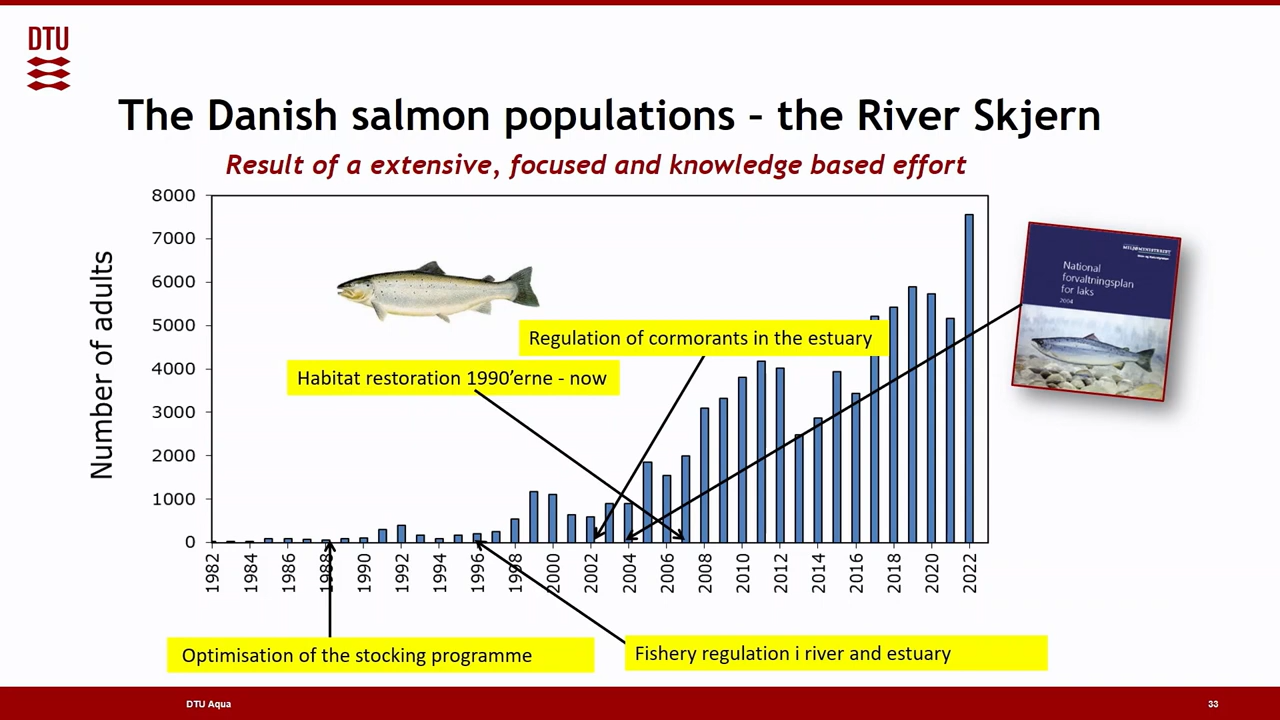 DTU
The Danish salmon populations – the River Skjern
Result of a extensive, focused and knowledge based effort
Number of adults
8000
7000
6000
5000
4000
3000
2000
1000
0
1982
1984
1986
1988
1990
1992
1994
1996
1998
2000
2002
2004
2006
2008
2010
2012
2014
2016
2018
2020
2022
Regulation of cormorants in the estuary
Habitat restoration 1990’erne - now
MILJØMINISTERIET
National
forvaltningsplan
for laks
2004
Optimisation of the stocking programme
Fishery regulation i river and estuary
DTU Aqua
33